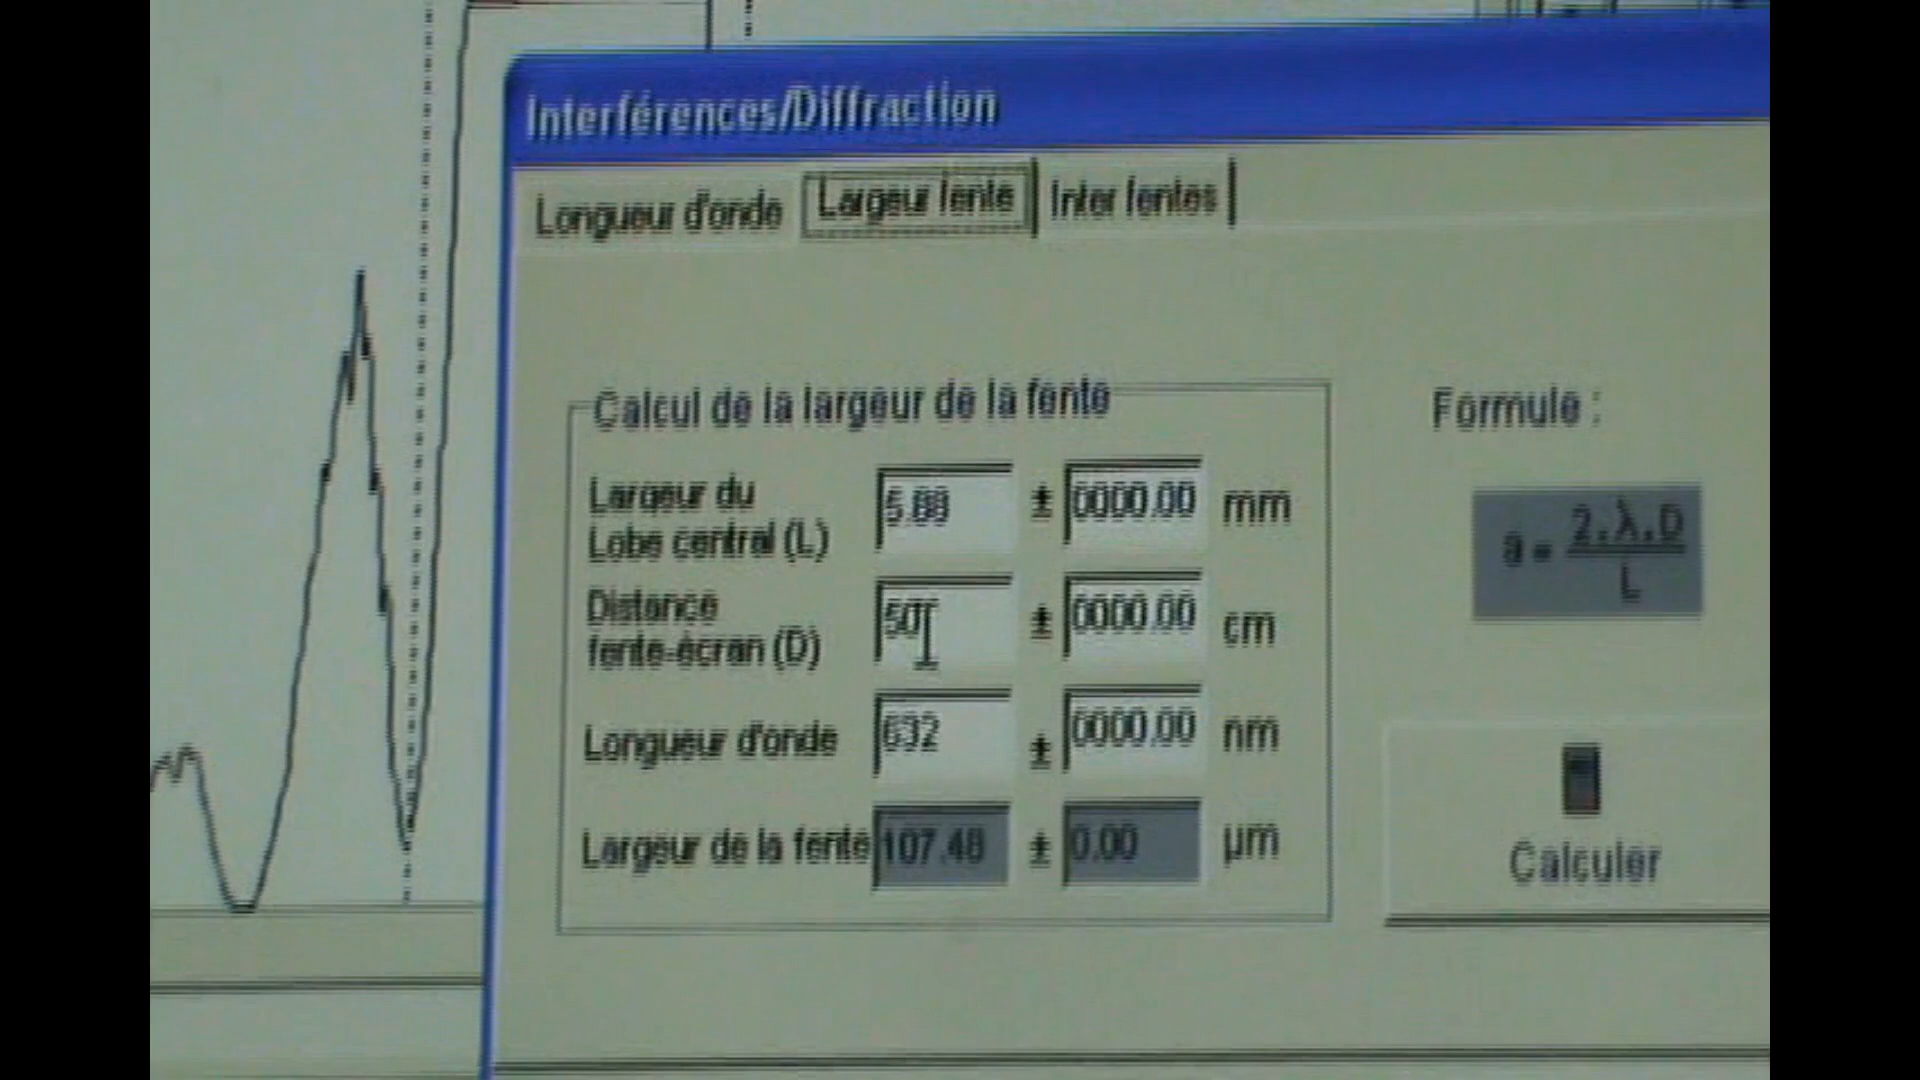 Interférences/Diffraction
Longueur d'onde Largeur fente Inter fentes
Calcul de la largeur de la fente
Largeur du
Lobe central (L) 5.88 ± 0000.00 mm
Distance
fente-écran (D) 50 ± 0000.00 cm
Longueur d'onde 632 ± 0000.00 nm
Largeur de la fente 107.48 ± 0.00 µm
Formule :
a = 2.λ.D
L
Calculer